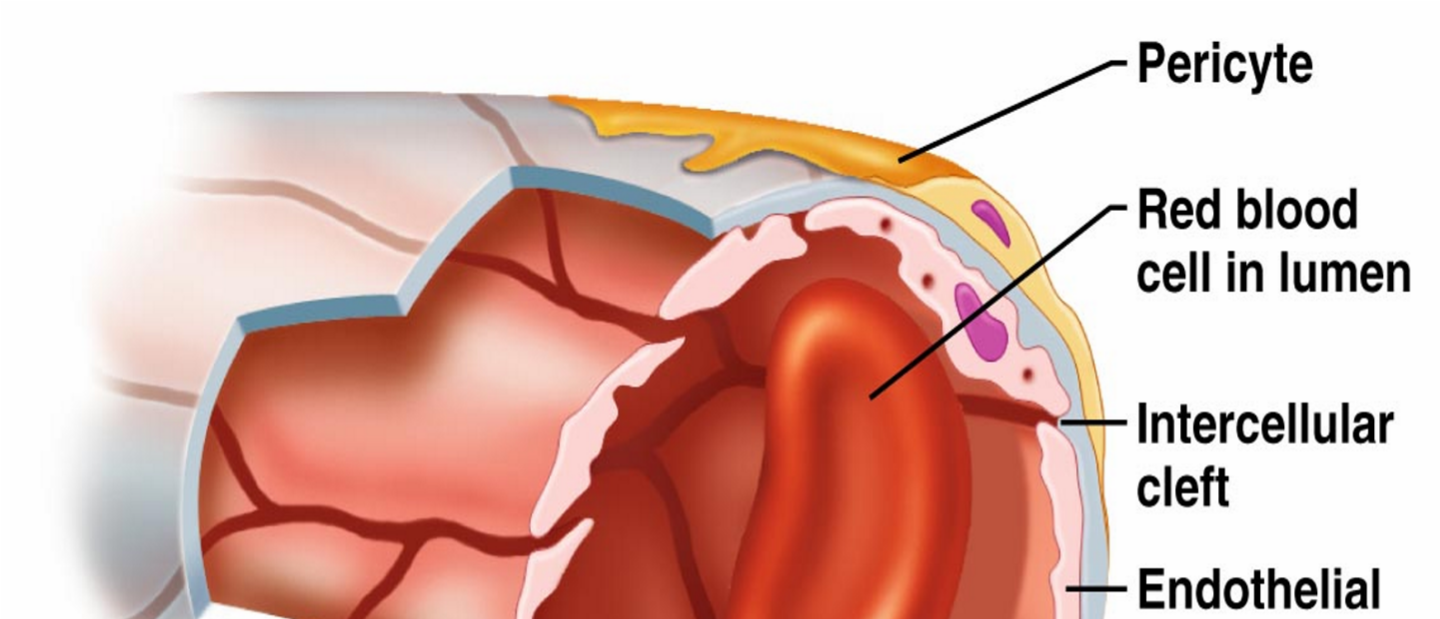 Pericyte
Red blood
cell in lumen
Intercellular
cleft
Endothelial